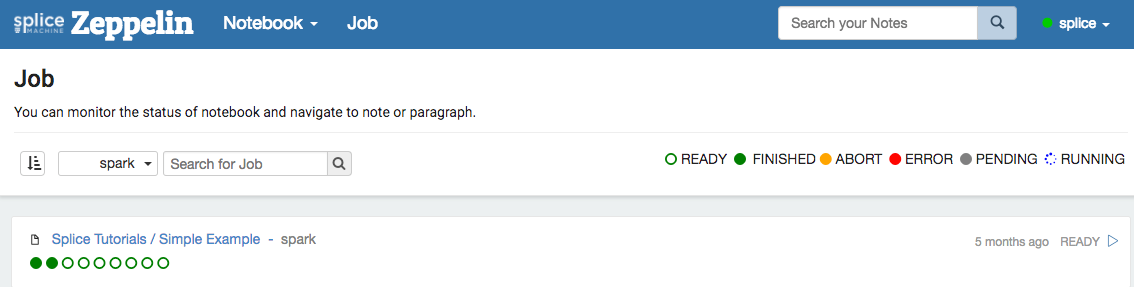 splice MACHINE Zeppelin Notebook Job Search your Notes splice
Job
You can monitor the status of notebook and navigate to note or paragraph.
spark Search for Job READY FINISHED ABORT ERROR PENDING RUNNING
Splice Tutorials / Simple Example - spark 5 months ago READY